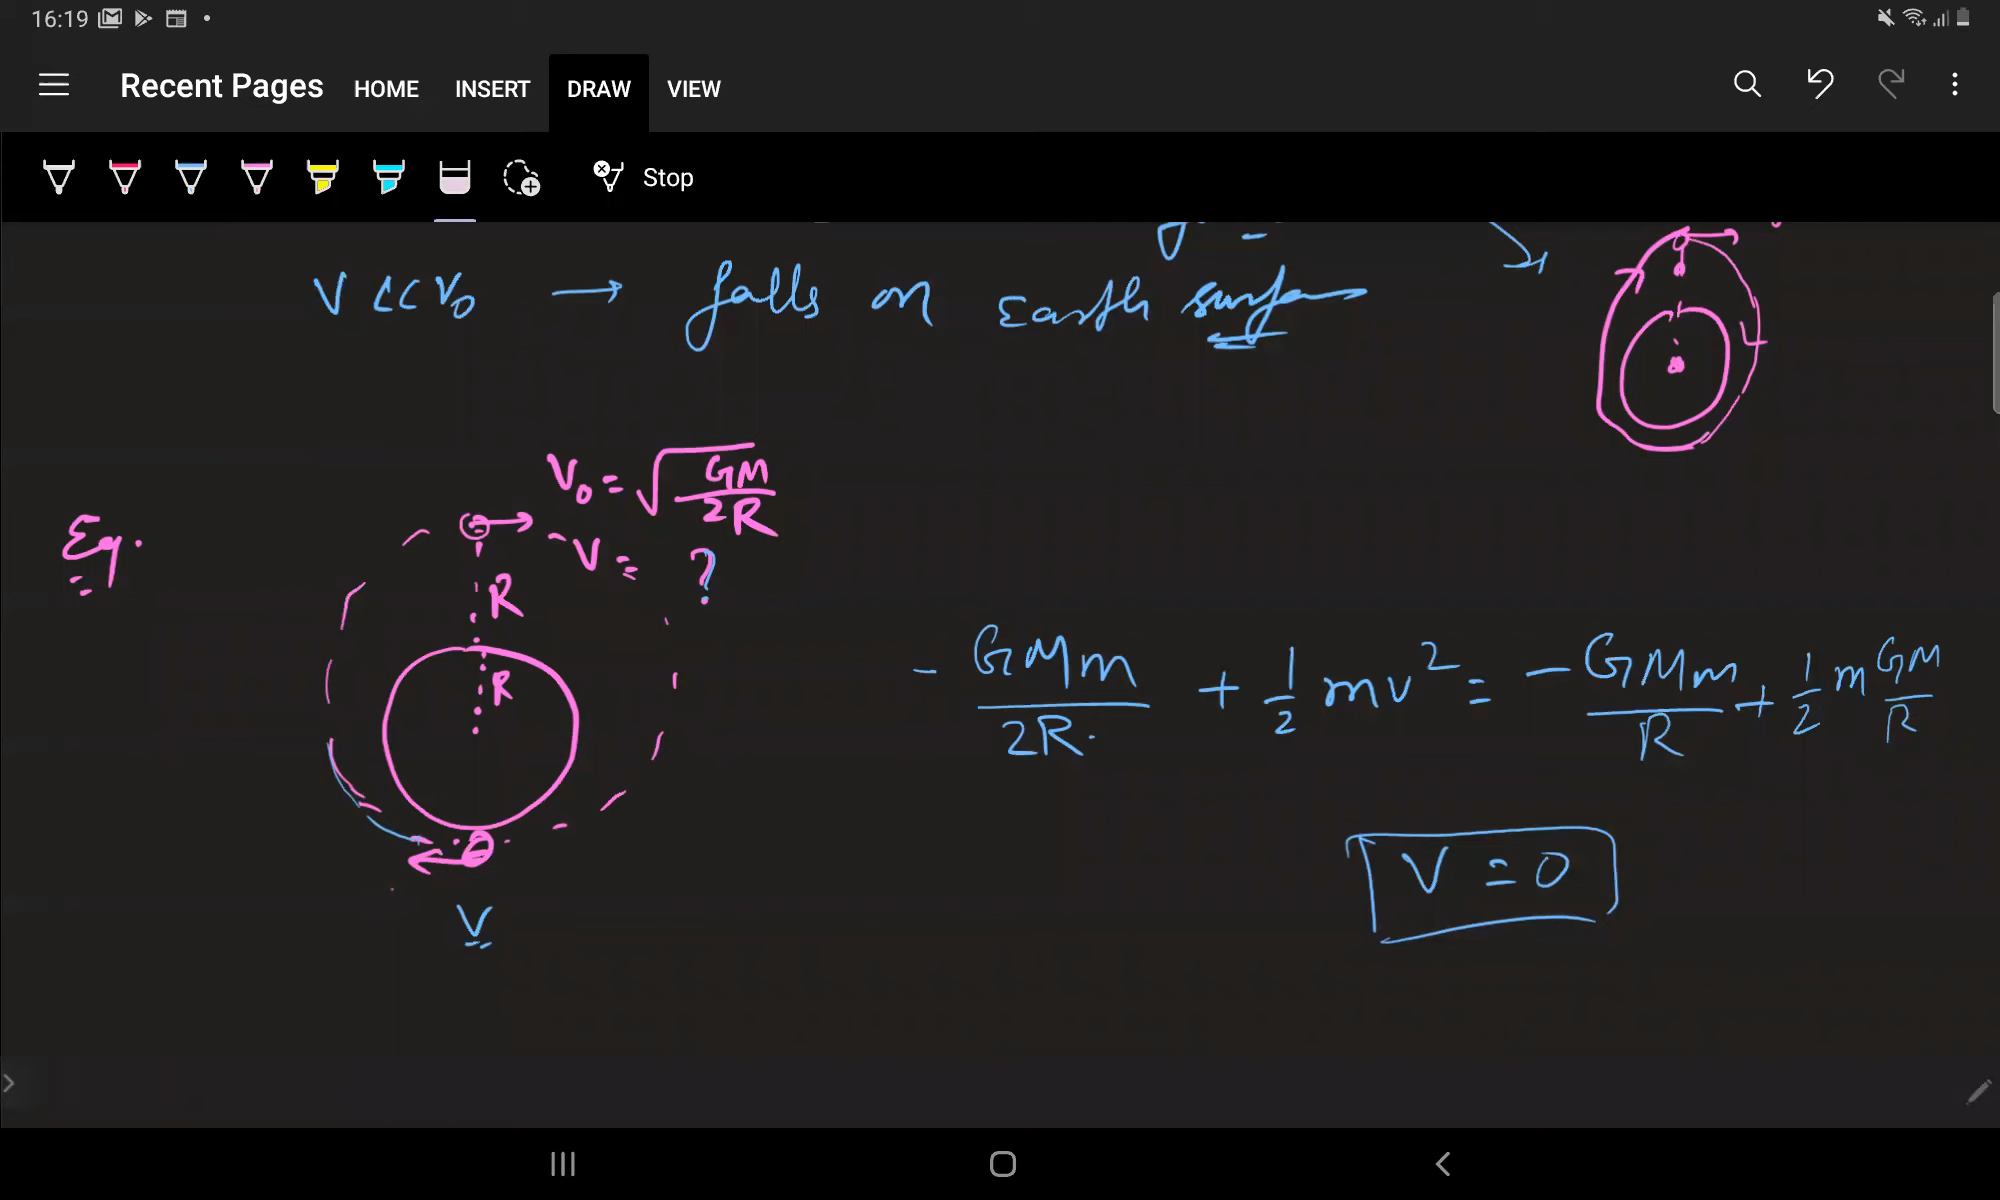 16:19
Recent Pages HOME INSERT DRAW VIEW
Stop
V << V₀ → falls on Earth surface
Eg.
V₀ = √(GM/2R)
V = ?
R
R
- GMm/2R + 1/2 mv² = - GMm/R + 1/2 m GM/R
V = 0
V